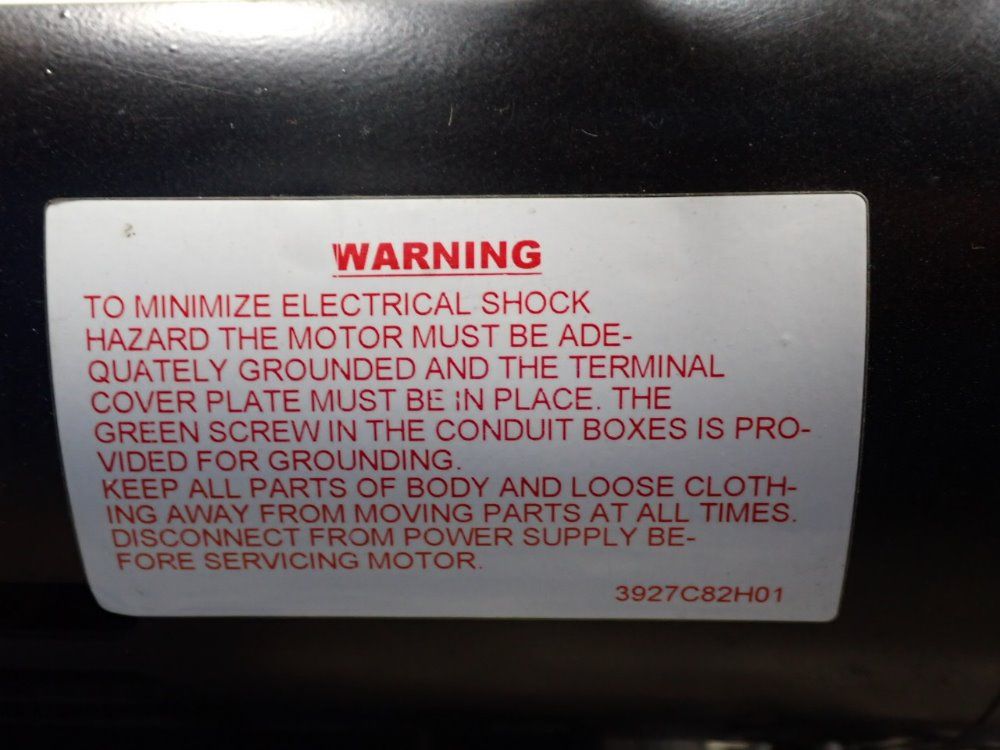 WARNING
TO MINIMIZE ELECTRICAL SHOCK
HAZARD THE MOTOR MUST BE ADE-
QUATELY GROUNDED AND THE TERMINAL
COVER PLATE MUST BE IN PLACE. THE
GREEN SCREW IN THE CONDUIT BOXES IS PRO-
VIDED FOR GROUNDING.
KEEP ALL PARTS OF BODY AND LOOSE CLOTH-
ING AWAY FROM MOVING PARTS AT ALL TIMES.
DISCONNECT FROM POWER SUPPLY BE-
FORE SERVICING MOTOR.
3927C82H01